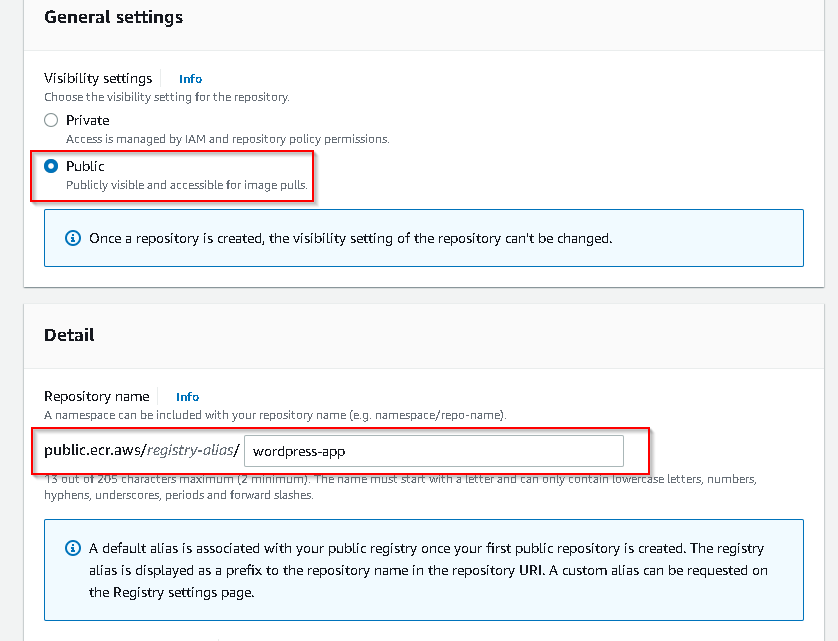 General settings
Visibility settings Info
Choose the visibility setting for the repository.
Private
Access is managed by IAM and repository policy permissions.
Public
Publicly visible and accessible for image pulls.
Once a repository is created, the visibility setting of the repository can't be changed.
Detail
Repository name Info
A namespace can be included with your repository name (e.g. namespace/repo-name).
public.ecr.aws/registry-alias/ wordpress-app
13 out of 205 characters maximum (2 minimum). The name must start with a letter and can only contain lowercase letters, numbers,
hyphens, underscores, periods and forward slashes.
A default alias is associated with your public registry once your first public repository is created. The registry
alias is displayed as a prefix to the repository name in the repository URI. A custom alias can be requested on
the Registry settings page.